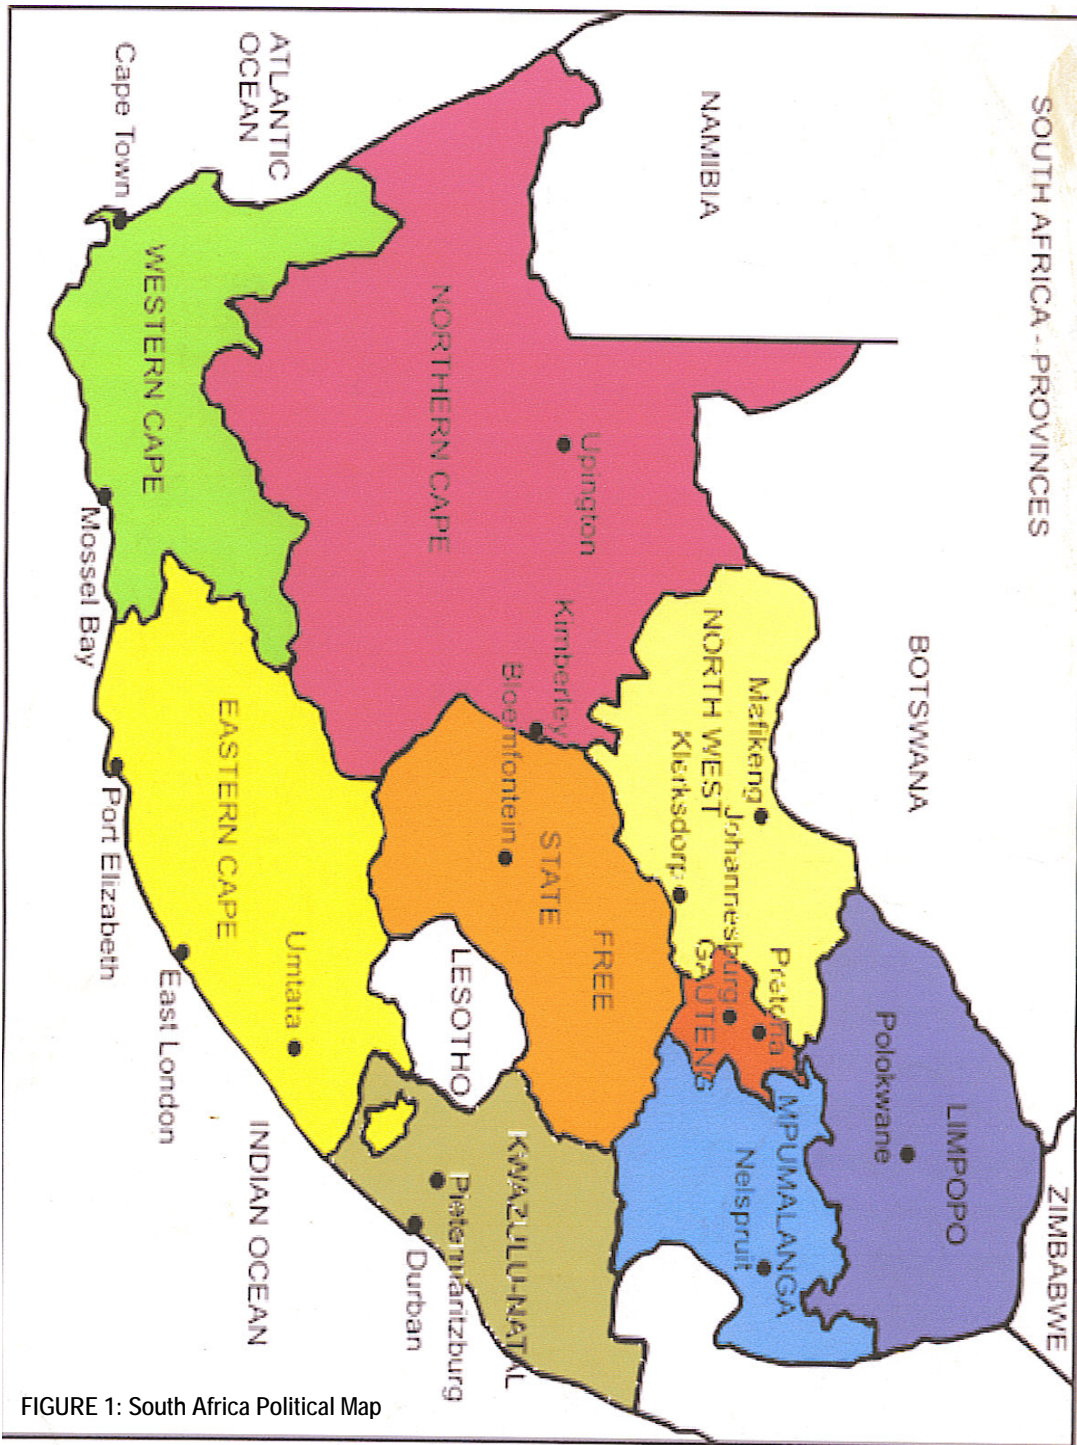 SOUTH AFRICA - PROVINCES
ZIMBABWE
BOTSWANA
NAMIBIA
LIMPOPO
Polokwane
MPUMALANGA
Nelspruit
Pretoria
GAUTENG
Johannesburg
Mafikeng
NORTH WEST
Klerksdorp
Upington
Kimberley
NORTHERN CAPE
FREE
STATE
Bloemfontein
LESOTHO
KWAZULU-NATAL
Pietermaritzburg
Durban
ATLANTIC
OCEAN
Umtata
EASTERN CAPE
WESTERN CAPE
East London
INDIAN OCEAN
Cape Town
Mossel Bay
Port Elizabeth
FIGURE 1: South Africa Political Map